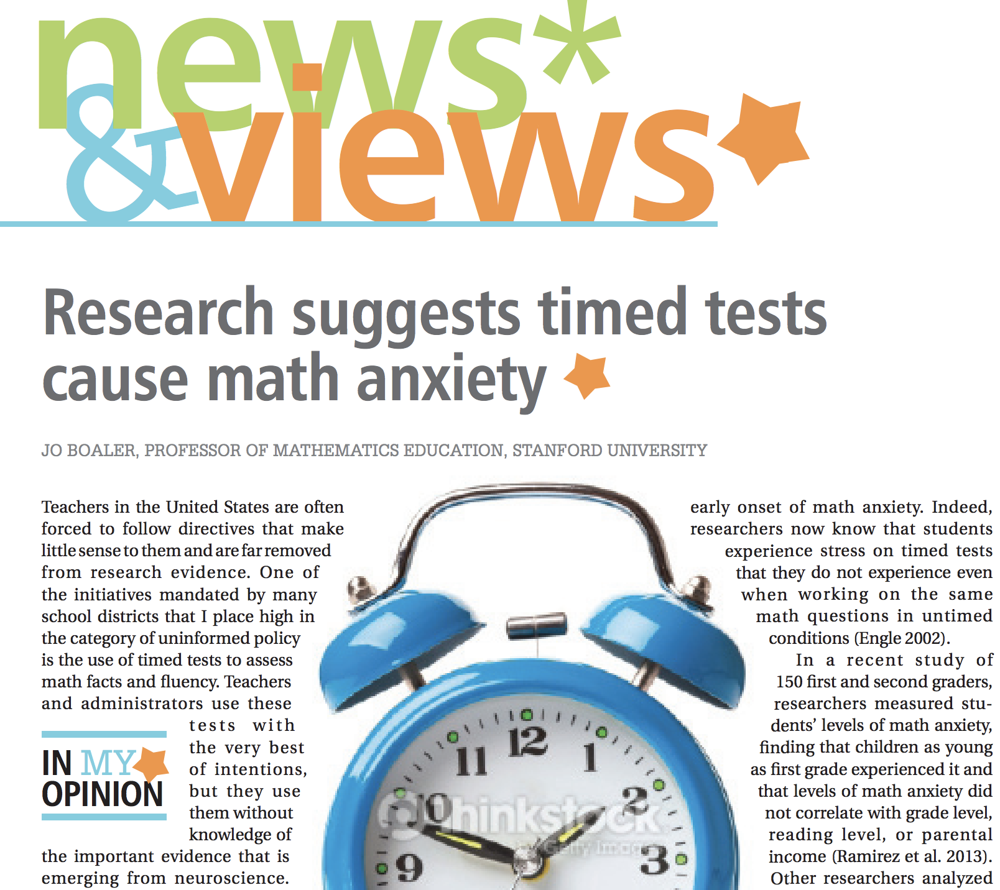 news*
&views
Research suggests timed tests
cause math anxiety
JO BOALER, PROFESSOR OF MATHEMATICS EDUCATION, STANFORD UNIVERSITY
Teachers in the United States are often
forced to follow directives that make
little sense to them and are far removed
from research evidence. One of
the initiatives mandated by many
school districts that I place high in
the category of uninformed policy
is the use of timed tests to assess
math facts and fluency. Teachers
and administrators use these
tests with
the very best
of intentions,
but they use
them without
knowledge of
the important evidence that is
emerging from neuroscience.
IN MY
OPINION
12
11
1
10
2
9
3
Thinkstock
by Getty Images
early onset of math anxiety. Indeed,
researchers now know that students
experience stress on timed tests
that they do not experience even
when working on the same
math questions in untimed
conditions (Engle 2002).
In a recent study of
150 first and second graders,
researchers measured stu-
dents’ levels of math anxiety,
finding that children as young
as first grade experienced it and
that levels of math anxiety did
not correlate with grade level,
reading level, or parental
income (Ramirez et al. 2013).
Other researchers analyzed